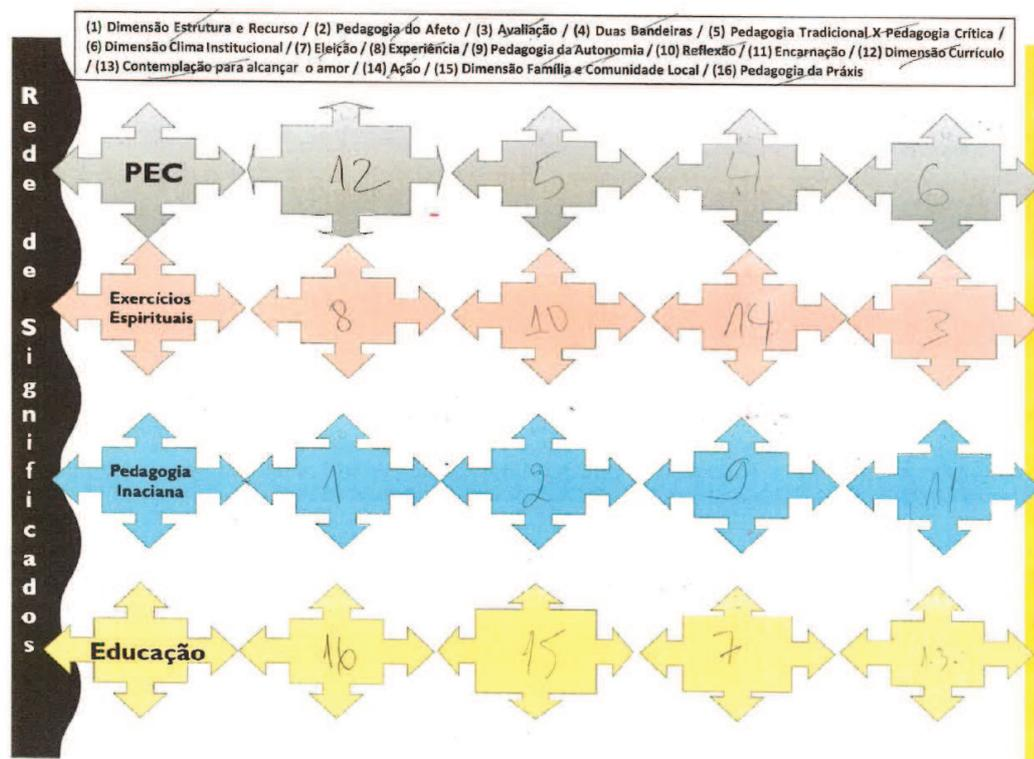 (1) Dimensão Estrutura e Recurso / (2) Pedagogia do Afeto / (3) Avaliação / (4) Duas Bandeiras / (5) Pedagogia Tradicional X Pedagogia Crítica /
(6) Dimensão Clima Institucional / (7) Eleição / (8) Experiência / (9) Pedagogia da Autonomia / (10) Reflexão / (11) Encarnação / (12) Dimensão Currículo
/ (13) Contemplação para alcançar o amor / (14) Ação / (15) Dimensão Família e Comunidade Local / (16) Pedagogia da Práxis
Rede de Significados
PEC 12 5 4 6
Exercícios
Espirituais 8 10 14 3
Pedagogia
Inaciana 1 2 9 11
Educação 16 15 7 13.